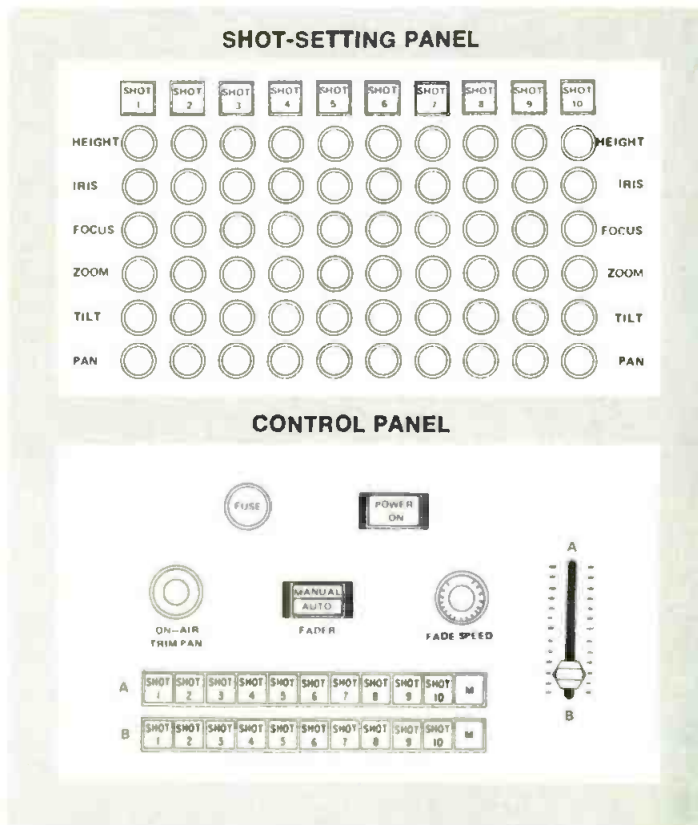 SHOT-SETTING PANEL
SHOT 1 SHOT 2 SHOT 3 SHOT 4 SHOT 5 SHOT 6 SHOT 7 SHOT 8 SHOT 9 SHOT 10
HEIGHT HEIGHT
IRIS IRIS
FOCUS FOCUS
ZOOM ZOOM
TILT TILT
PAN PAN
CONTROL PANEL
FUSE
POWER
ON
A
MANUAL
AUTO
ON-AIR
TRIM PAN
FADER
FADE SPEED
A SHOT 1 SHOT 2 SHOT 3 SHOT 4 SHOT 5 SHOT 6 SHOT 7 SHOT 8 SHOT 9 SHOT 10 M
B
B SHOT 1 SHOT 2 SHOT 3 SHOT 4 SHOT 5 SHOT 6 SHOT 7 SHOT 8 SHOT 9 SHOT 10 M